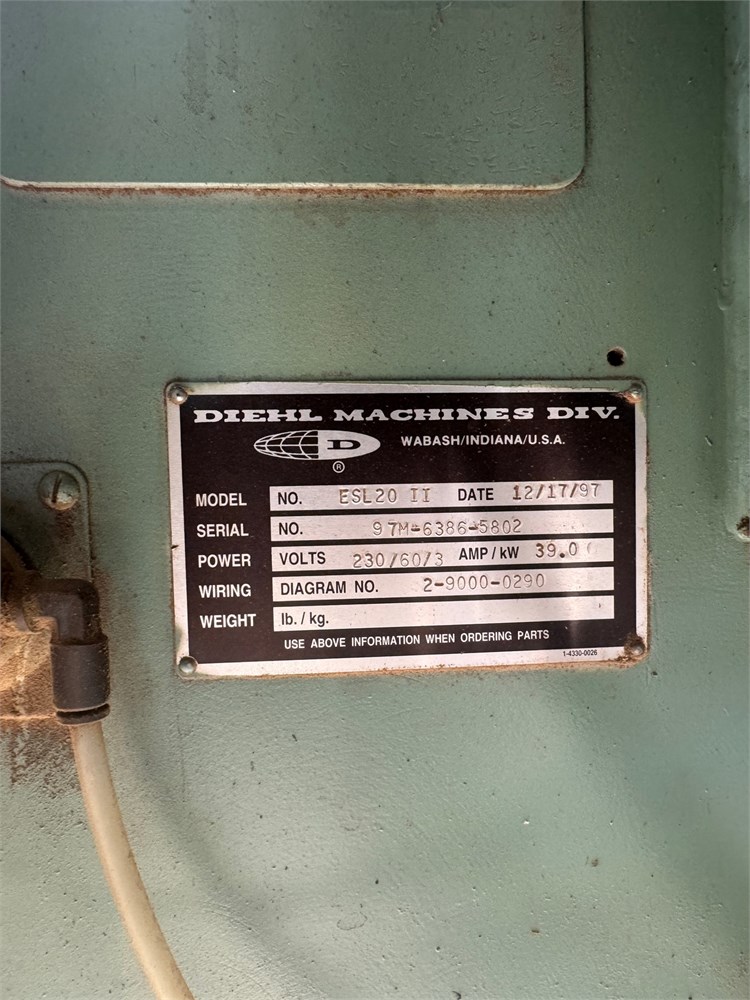 DIEHL MACHINES DIV.
D
WABASH/INDIANA/U.S.A.
®
MODEL NO. ESL20 II DATE 12/17/97
SERIAL NO. 97M-6386-5802
POWER VOLTS 230/60/3 AMP/kW 39.0
WIRING DIAGRAM NO. 2-9000-0290
WEIGHT lb./kg.
USE ABOVE INFORMATION WHEN ORDERING PARTS
1-4330-0026